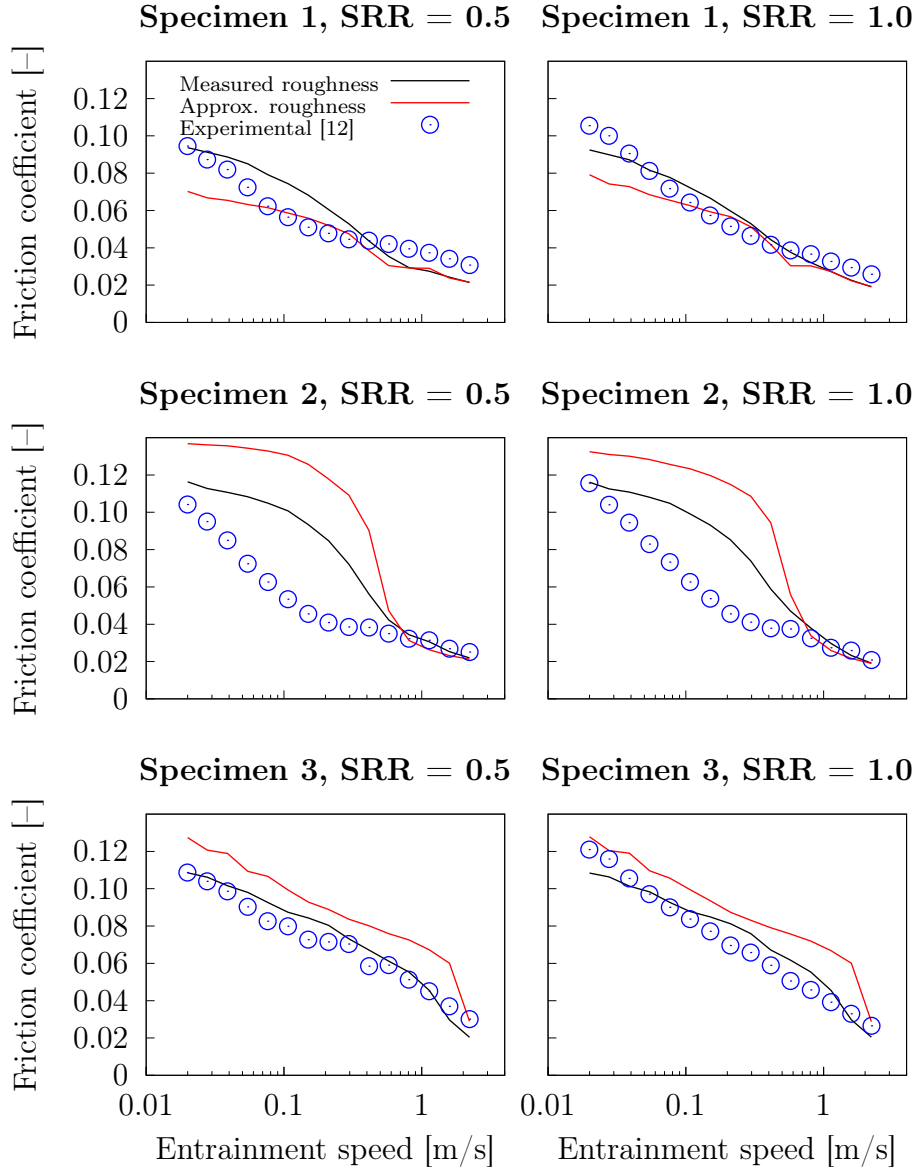 Specimen 1, SRR = 0.5
Specimen 1, SRR = 1.0
Friction coefficient [–]
0.12
0.10
0.08
0.06
0.04
0.02
0
Measured roughness
Approx. roughness
Experimental [12]
Specimen 2, SRR = 0.5
Specimen 2, SRR = 1.0
Friction coefficient [–]
0.12
0.10
0.08
0.06
0.04
0.02
0
Specimen 3, SRR = 0.5
Specimen 3, SRR = 1.0
Friction coefficient [–]
0.12
0.10
0.08
0.06
0.04
0.02
0
0.01 0.1 1
0.01 0.1 1
Entrainment speed [m/s]
Entrainment speed [m/s]